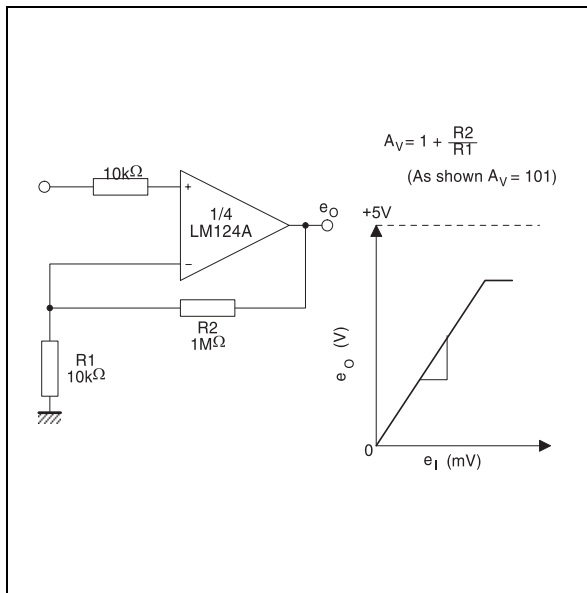 10kΩ
+
1/4
LM124A
−
e_O
R2
1MΩ
R1
10kΩ
A_V = 1 + R2/R1
(As shown A_V = 101)
+5V
e_O (V)
0
e_I (mV)